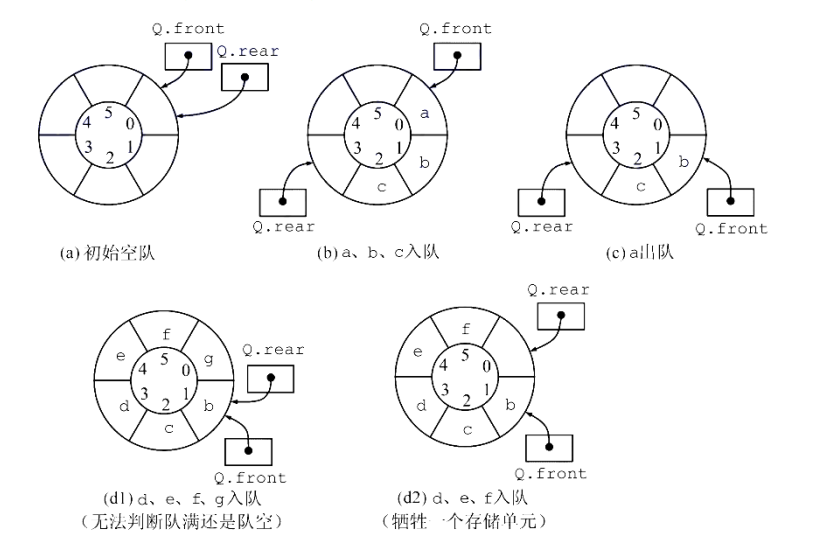 Q.front
Q.rear
5
4 0
3 1
2
(a) 初始空队
Q.front
a
5
4 0
3 1
2
b
c
Q.rear
(b) a、b、c入队
5
4 0
3 1
2
b
c
Q.rear
Q.front
(c) a出队
f
e g
5
4 0
3 1
2
d b
c
Q.rear
Q.front
(d1) d、e、f、g入队
(无法判断队满还是队空)
Q.rear
f
e
5
4 0
3 1
2
d b
c
Q.front
(d2) d、e、f入队
(牺牲一个存储单元)